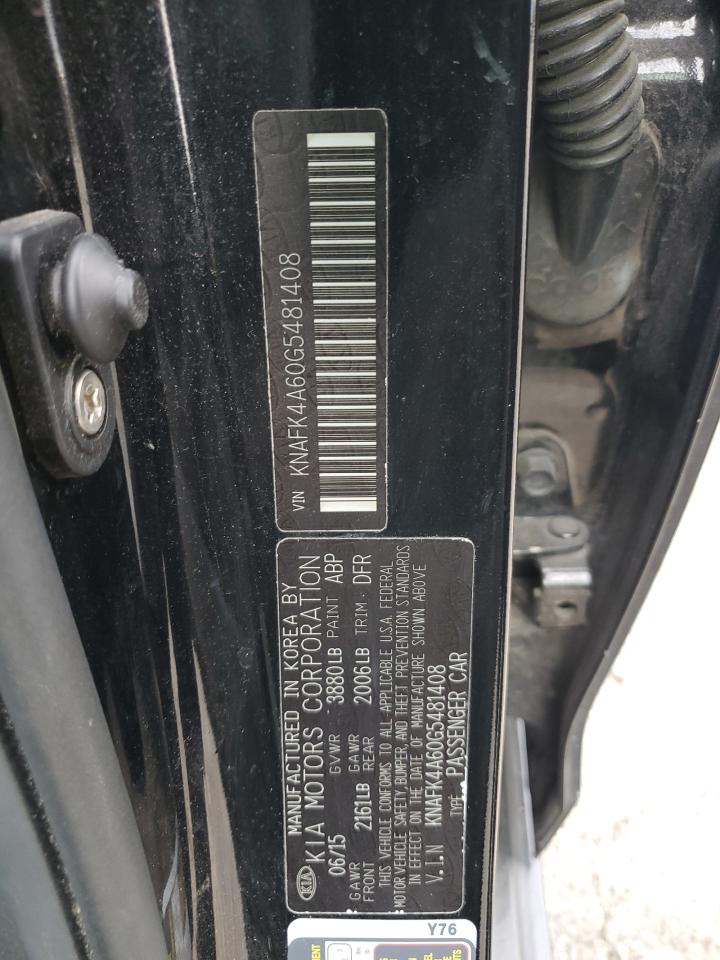 VIN KNAFK4A60G5481408
MANUFACTURED IN KOREA BY
KIA KIA MOTORS CORPORATION
06/15 GVWR 3880LB PAINT ABP
GAWR FRONT 2161LB GAWR REAR 2006LB TRIM DFR
THIS VEHICLE CONFORMS TO ALL APPLICABLE U.S.A. FEDERAL
MOTOR VEHICLE SAFETY, BUMPER, AND THEFT PREVENTION STANDARDS
IN EFFECT ON THE DATE OF MANUFACTURE SHOWN ABOVE
V.I.N KNAFK4A60G5481408
TYPE: PASSENGER CAR
Y76